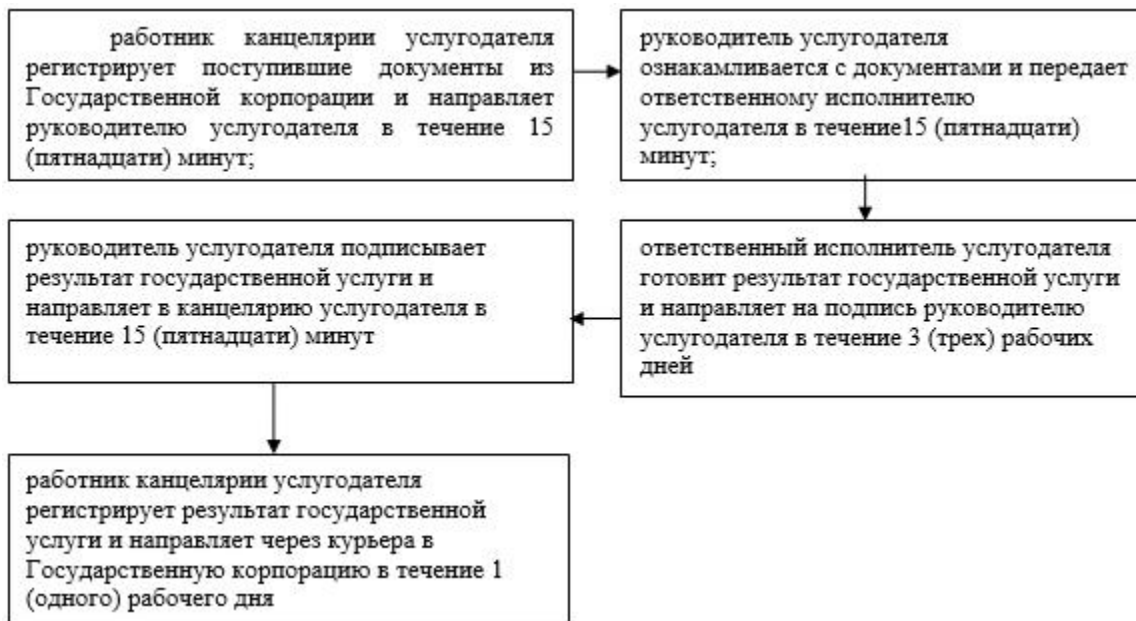 работник канцелярии услугодателя
регистрирует поступившие документы из
Государственной корпорации и направляет
руководителю услугодателя в течение 15
(пятнадцати) минут;
руководитель услугодателя
ознакамливается с документами и передает
ответственному исполнителю
услугодателя в течение15 (пятнадцати)
минут;
ответственный исполнитель услугодателя
готовит результат государственной услуги
и направляет на подпись руководителю
услугодателя в течение 3 (трех) рабочих
дней
руководитель услугодателя подписывает
результат государственной услуги и
направляет в канцелярию услугодателя в
течение 15 (пятнадцати) минут
работник канцелярии услугодателя
регистрирует результат государственной
услуги и направляет через курьера в
Государственную корпорацию в течение 1
(одного) рабочего дня